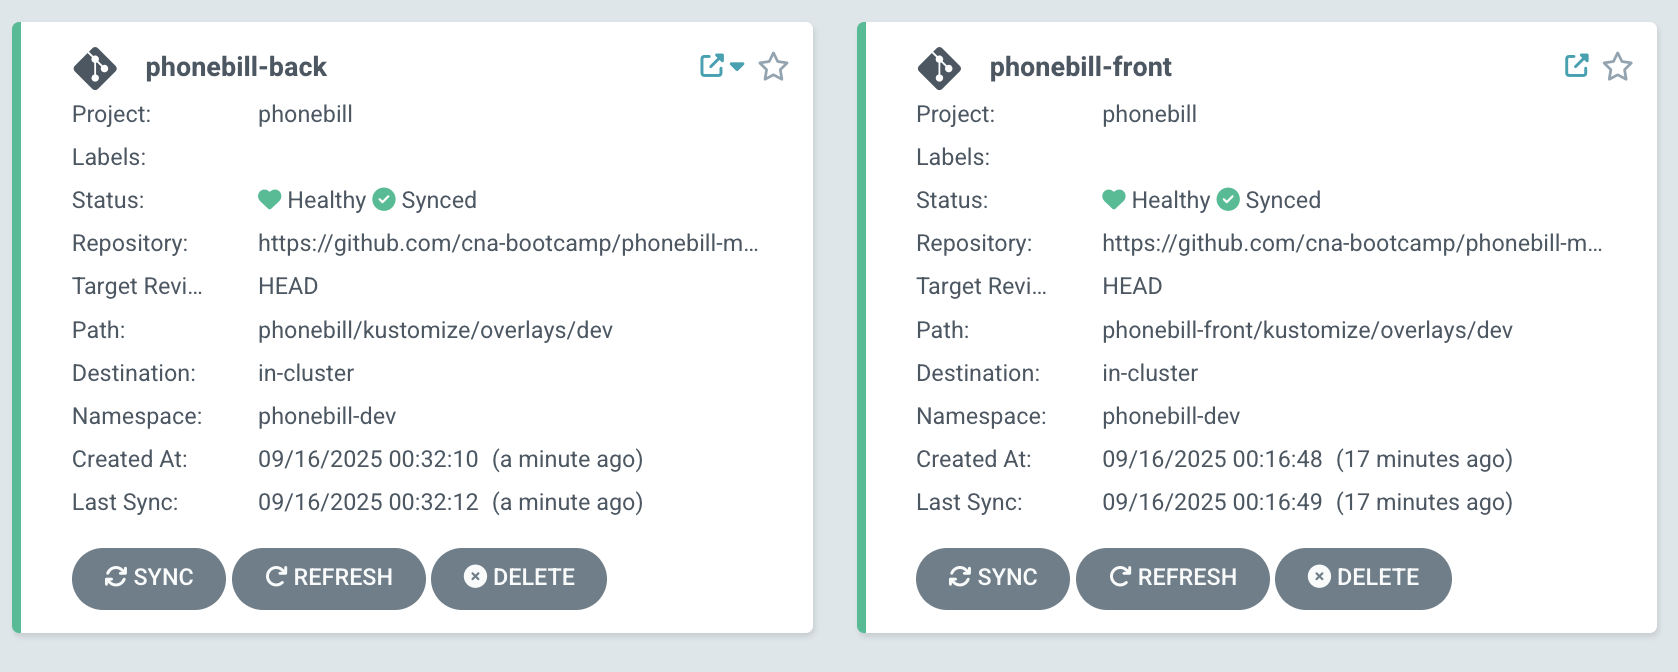 phonebill-back
Project: phonebill
Labels:
Status: Healthy Synced
Repository: https://github.com/cna-bootcamp/phonebill-m...
Target Revi... HEAD
Path: phonebill/kustomize/overlays/dev
Destination: in-cluster
Namespace: phonebill-dev
Created At: 09/16/2025 00:32:10 (a minute ago)
Last Sync: 09/16/2025 00:32:12 (a minute ago)
SYNC REFRESH DELETE
phonebill-front
Project: phonebill
Labels:
Status: Healthy Synced
Repository: https://github.com/cna-bootcamp/phonebill-m...
Target Revi... HEAD
Path: phonebill-front/kustomize/overlays/dev
Destination: in-cluster
Namespace: phonebill-dev
Created At: 09/16/2025 00:16:48 (17 minutes ago)
Last Sync: 09/16/2025 00:16:49 (17 minutes ago)
SYNC REFRESH DELETE